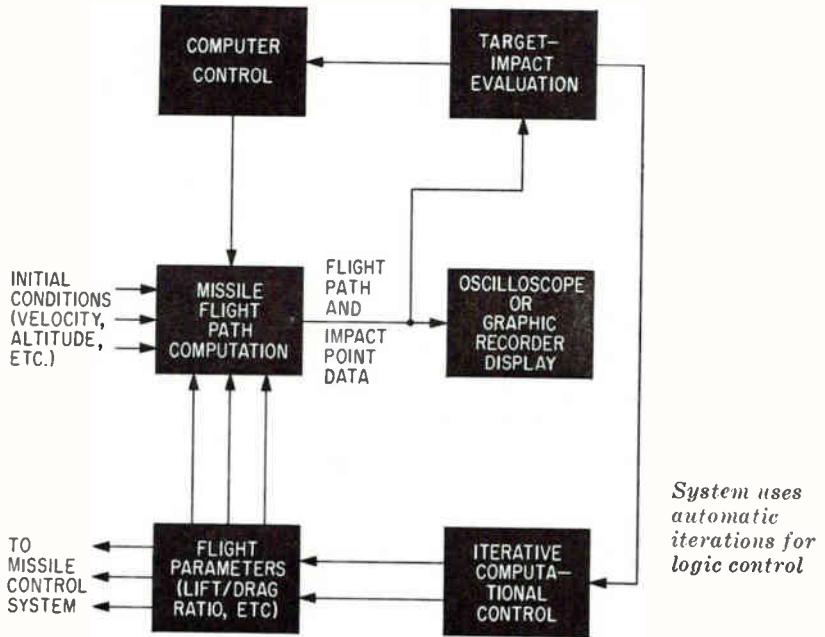 COMPUTER
CONTROL
TARGET—
IMPACT
EVALUATION
INITIAL
CONDITIONS
(VELOCITY,
ALTITUDE,
ETC.)
MISSILE
FLIGHT
PATH
COMPUTATION
FLIGHT
PATH
AND
IMPACT
POINT
DATA
OSCILLOSCOPE
OR
GRAPHIC
RECORDER
DISPLAY
TO
MISSILE
CONTROL
SYSTEM
FLIGHT
PARAMETERS
(LIFT/DRAG
RATIO, ETC)
ITERATIVE
COMPUTA—
TIONAL
CONTROL
System uses
automatic
iterations for
logic control